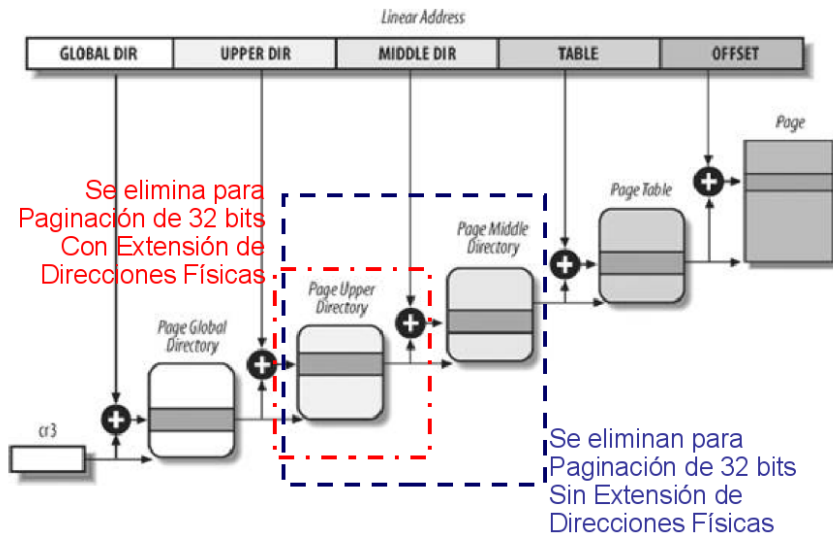 Linear Address
GLOBAL DIR
UPPER DIR
MIDDLE DIR
TABLE
OFFSET
Page
Se elimina para
Paginación de 32 bits
Con Extensión de
Direcciones Físicas
Page Table
Page Middle
Directory
Page Upper
Directory
Page Global
Directory
cr3
Se eliminan para
Paginación de 32 bits
Sin Extensión de
Direcciones Físicas